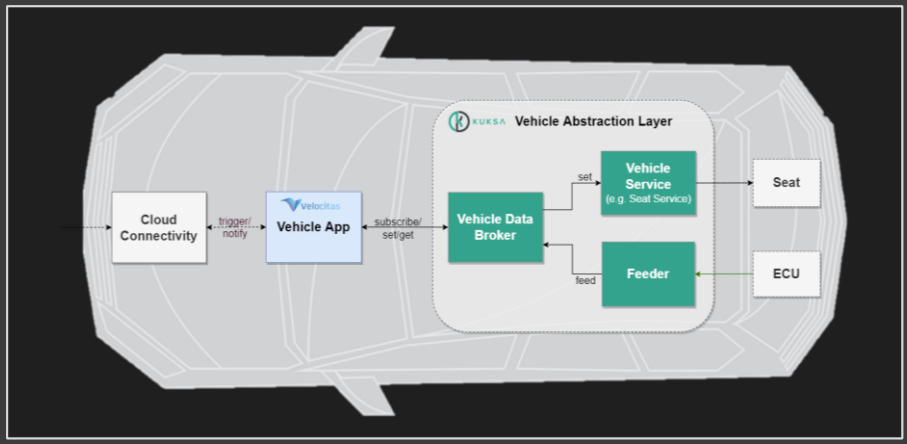 KUKSA Vehicle Abstraction Layer
Cloud
Connectivity
trigger/
notify
Velocitas
Vehicle App
subscribe/
set/get
Vehicle Data
Broker
set
feed
Vehicle
Service
(e.g. Seat Service)
Feeder
Seat
ECU